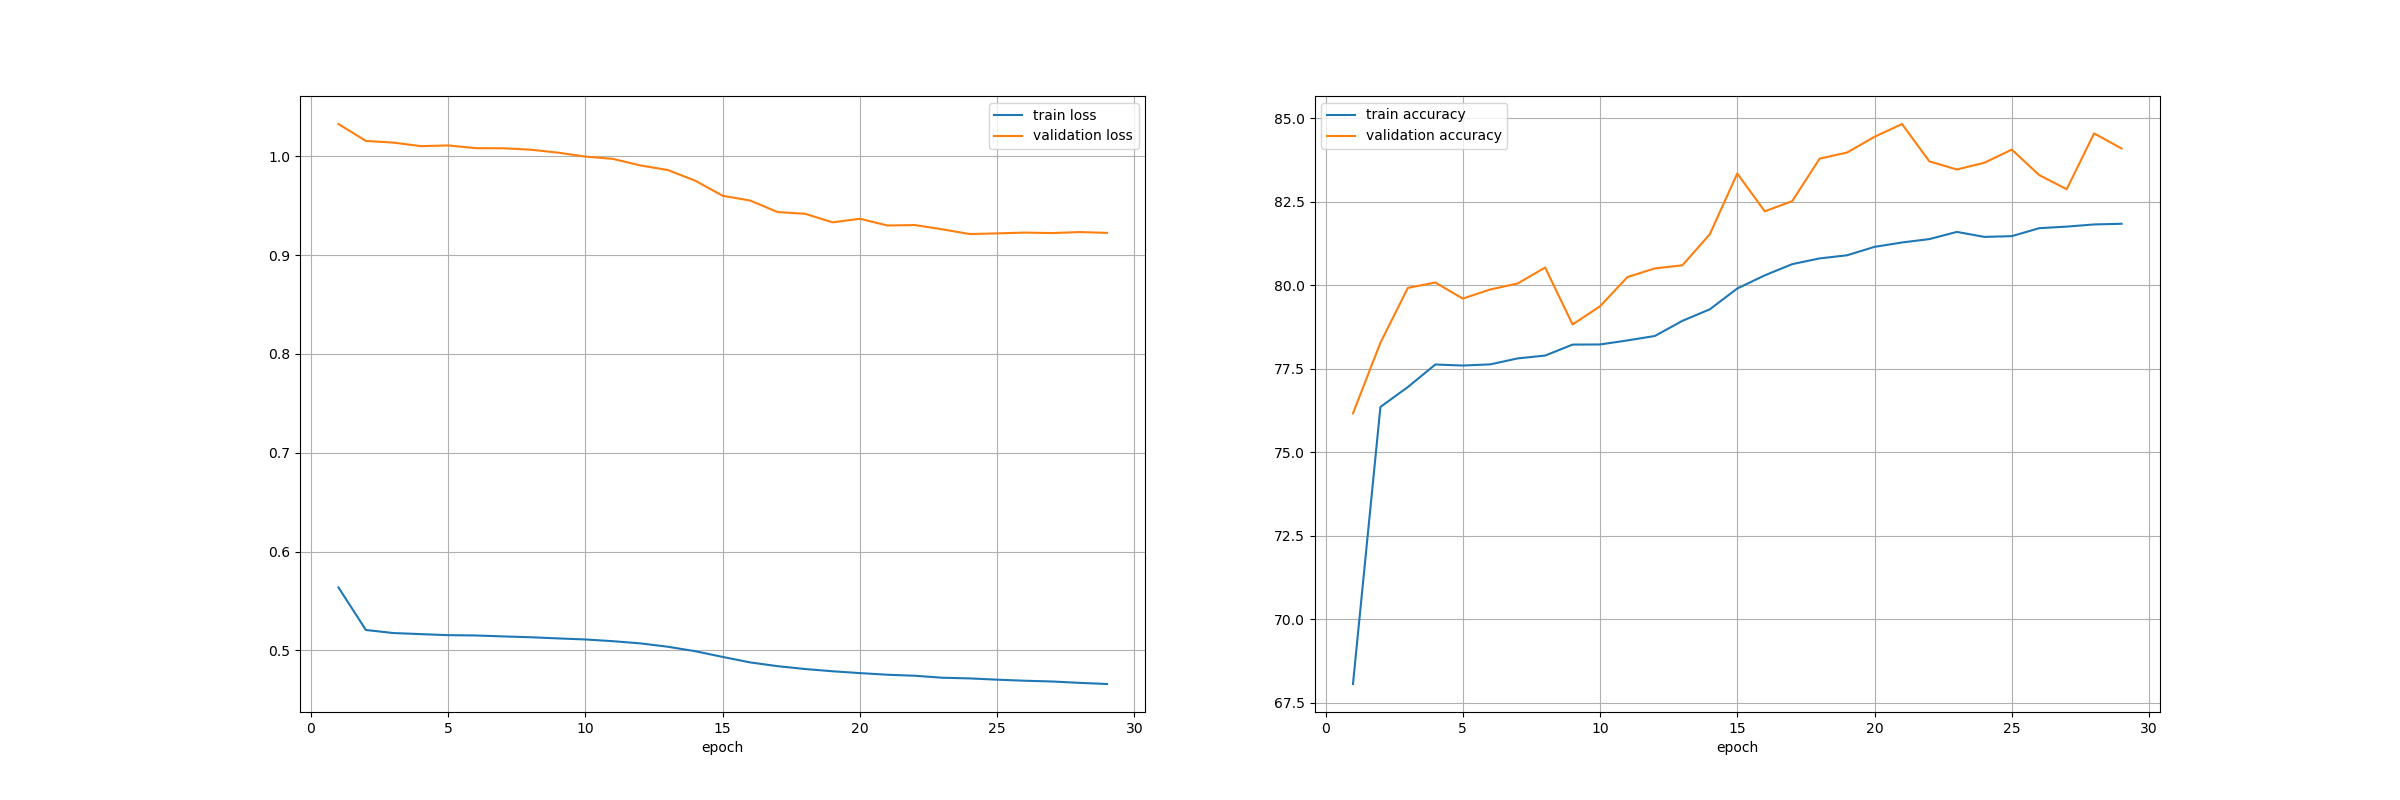 train loss
validation loss
1.0
0.9
0.8
0.7
0.6
0.5
0 5 10 15 20 25 30
epoch
train accuracy
validation accuracy
85.0
82.5
80.0
77.5
75.0
72.5
70.0
67.5
0 5 10 15 20 25 30
epoch